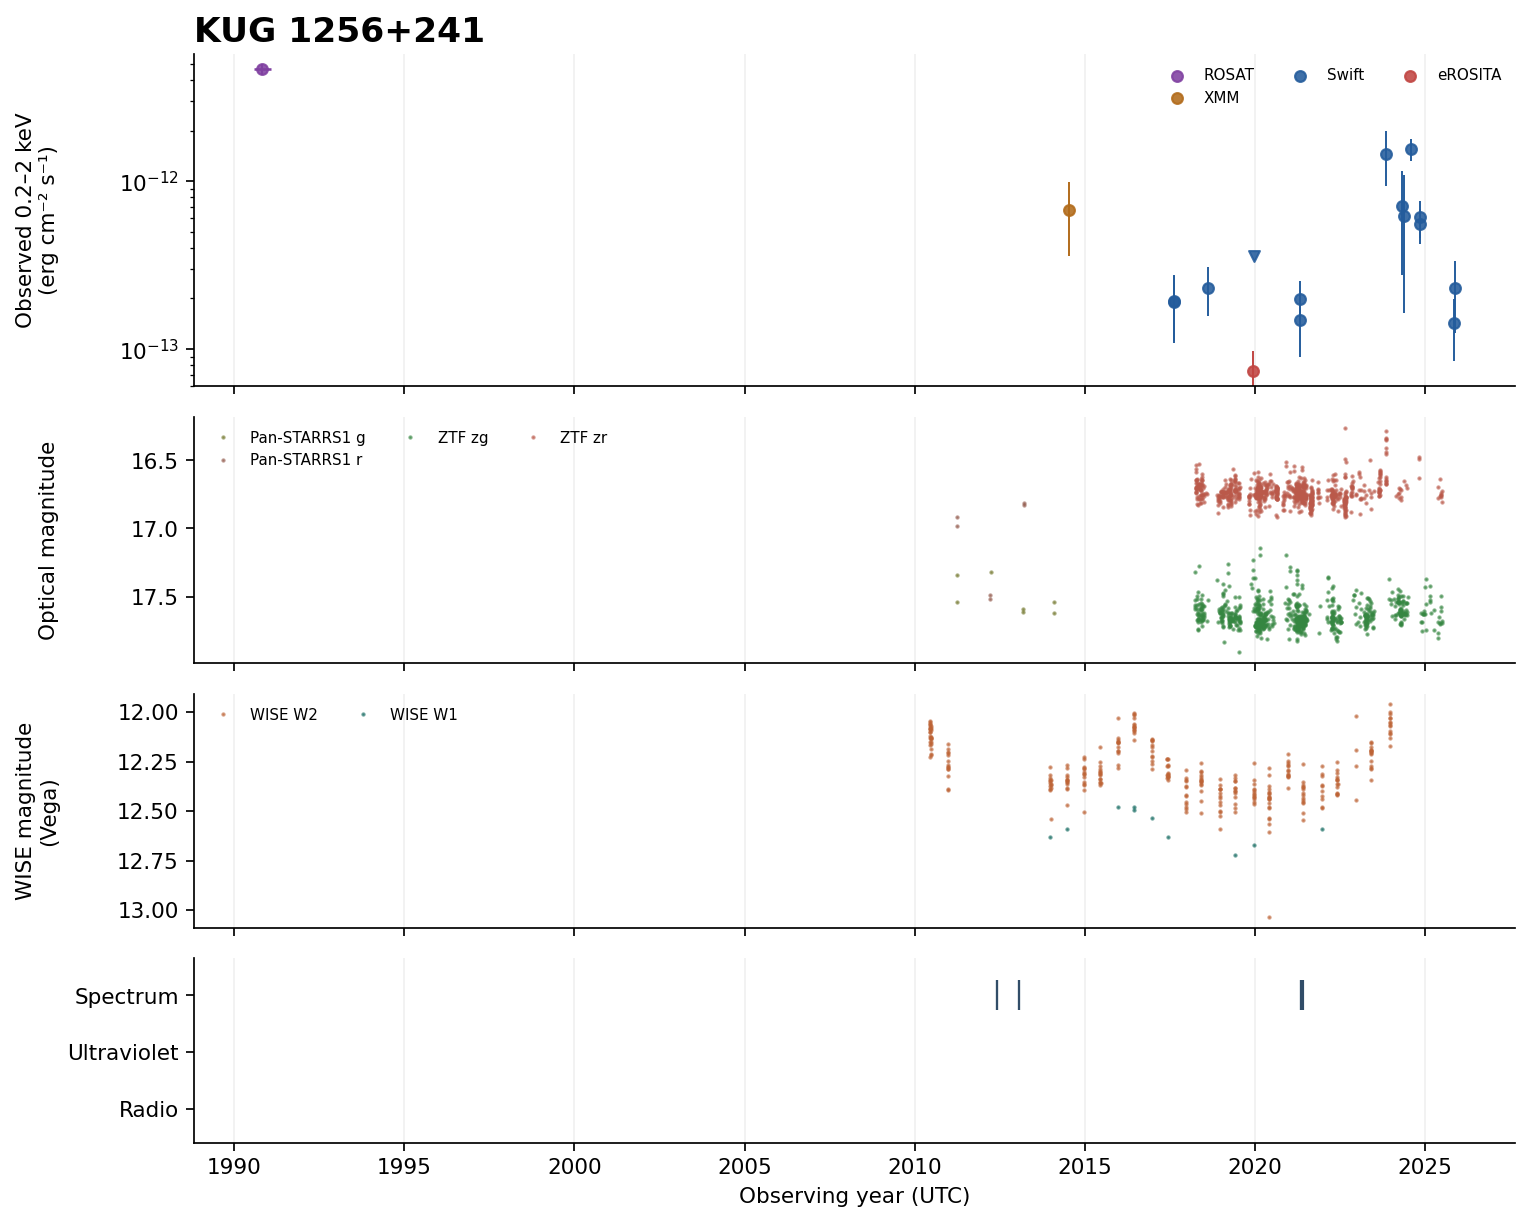 KUG 1256+241
Observed 0.2–2 keV
(erg cm⁻² s⁻¹)
10⁻¹²
10⁻¹³
ROSAT
XMM
Swift
eROSITA
Optical magnitude
16.5
17.0
17.5
Pan-STARRS1 g
Pan-STARRS1 r
ZTF zg
ZTF zr
WISE magnitude
(Vega)
12.00
12.25
12.50
12.75
13.00
WISE W2
WISE W1
Spectrum
Ultraviolet
Radio
1990
1995
2000
2005
2010
2015
2020
2025
Observing year (UTC)